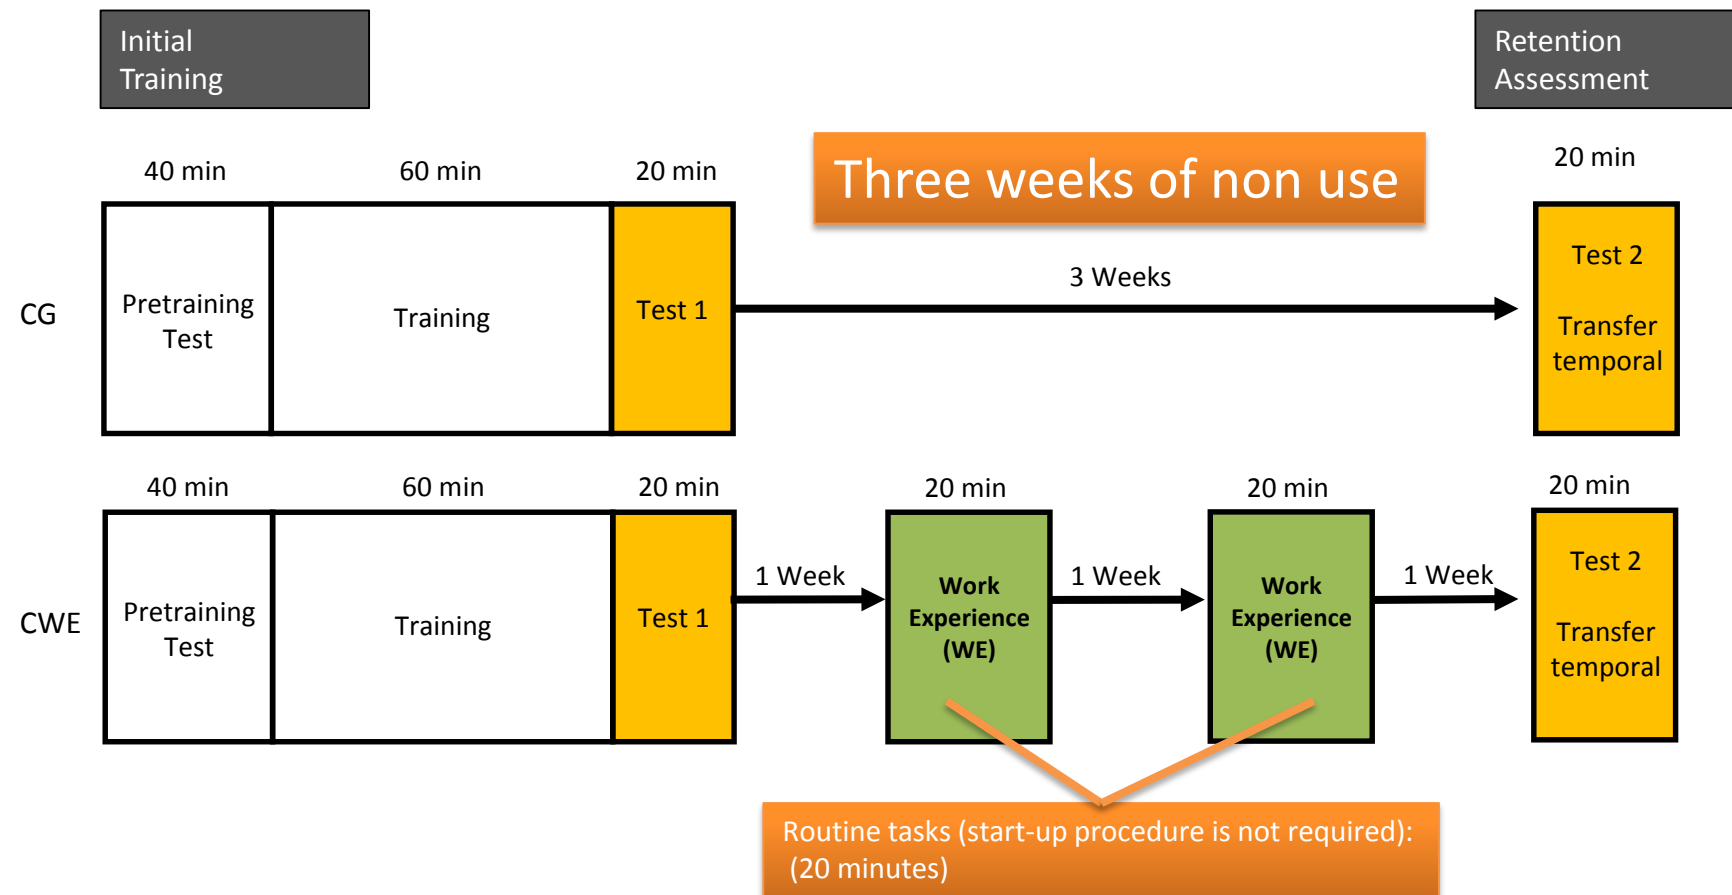 Initial
Training
Retention
Assessment
Three weeks of non use
40 min
60 min
20 min
20 min
CG
Pretraining
Test
Training
Test 1
3 Weeks
Test 2
Transfer
temporal
40 min
60 min
20 min
20 min
20 min
20 min
CWE
Pretraining
Test
Training
Test 1
1 Week
Work
Experience
(WE)
1 Week
Work
Experience
(WE)
1 Week
Test 2
Transfer
temporal
Routine tasks (start-up procedure is not required):
(20 minutes)